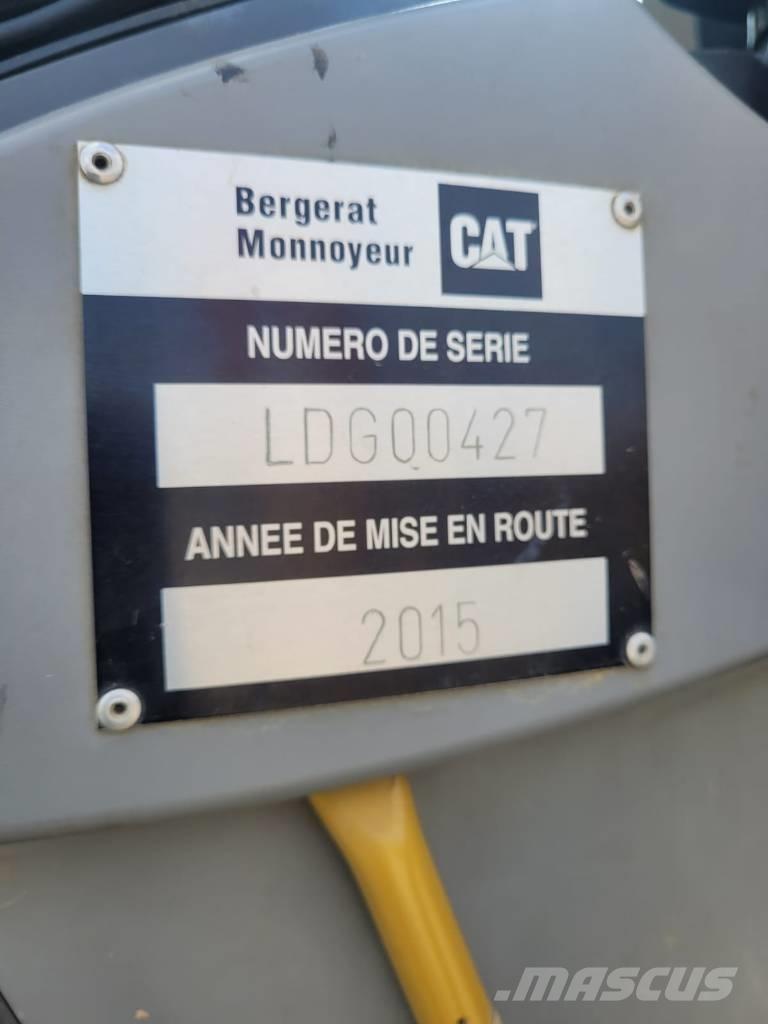 Bergerat
Monnoyeur
CAT
NUMERO DE SERIE
LDGQ0427
ANNEE DE MISE EN ROUTE
2015
MASCUS